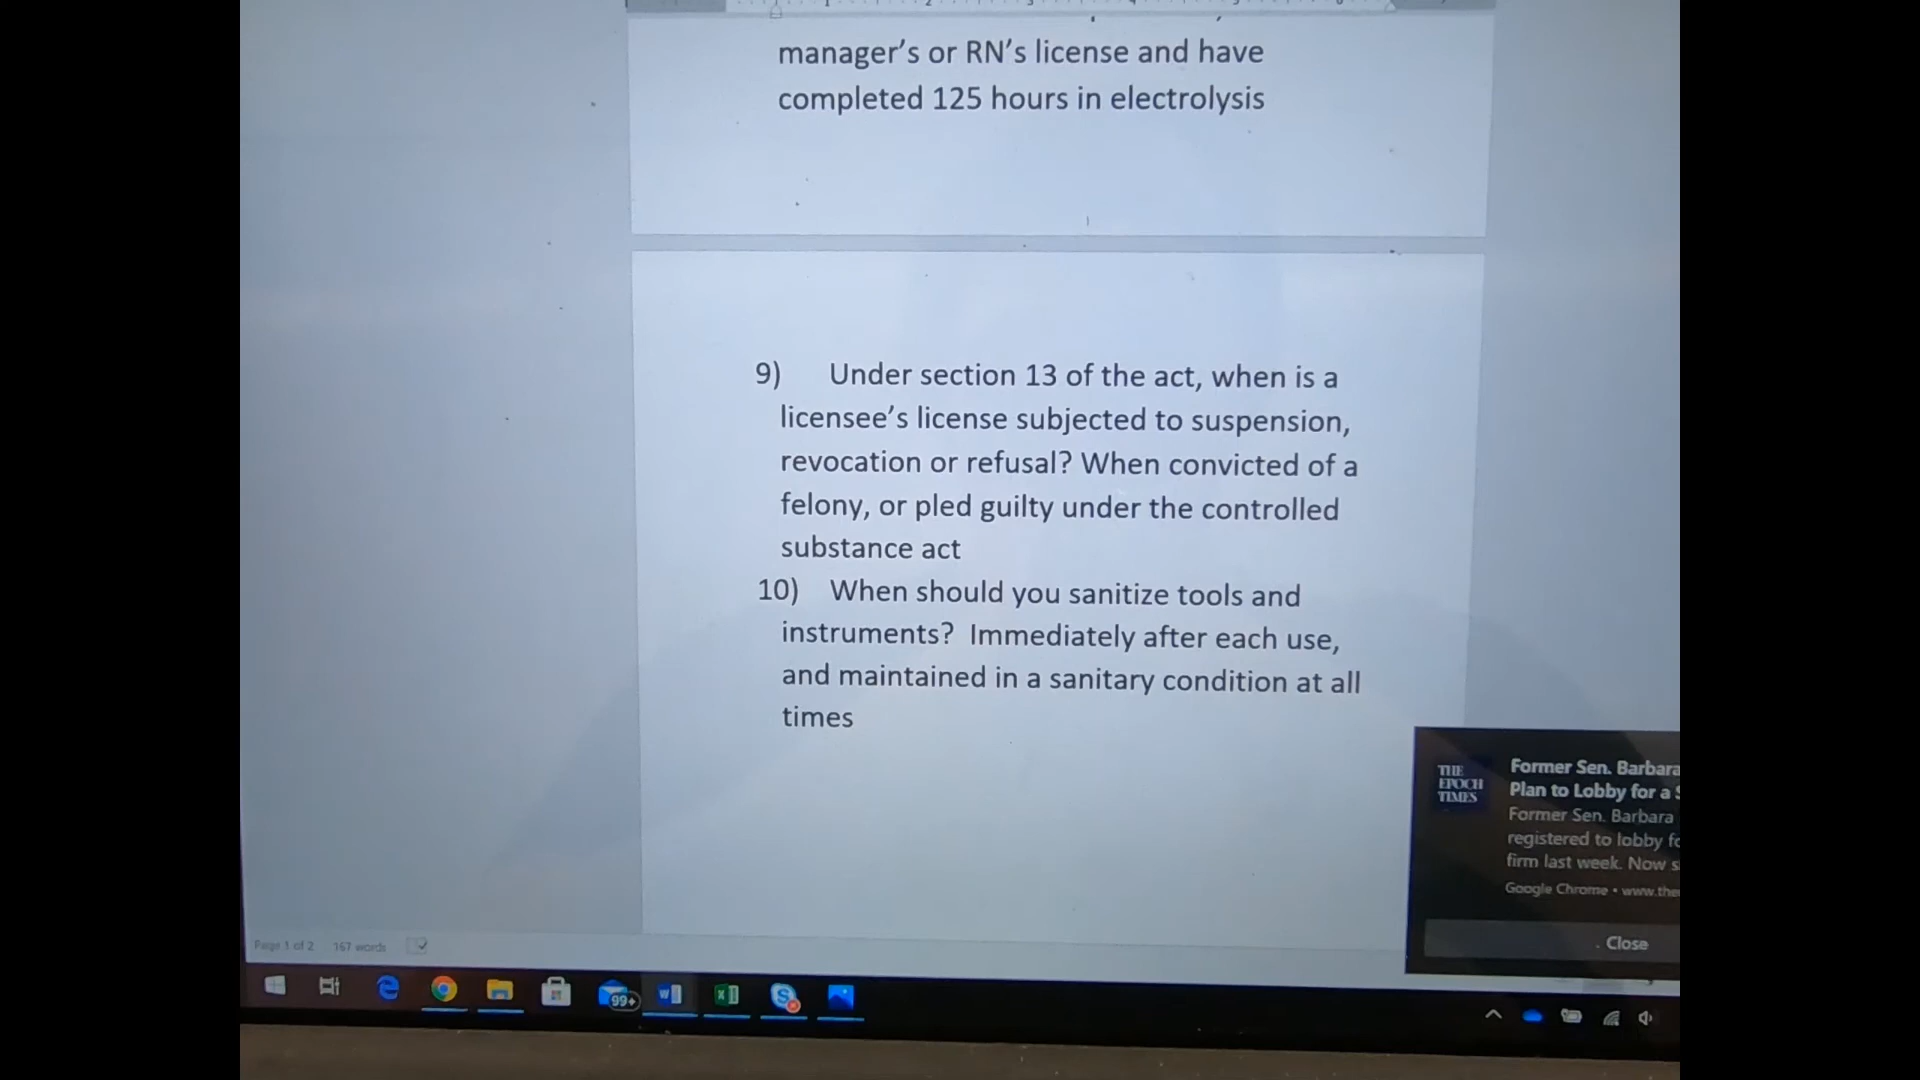 manager’s or RN’s license and have
completed 125 hours in electrolysis
9) Under section 13 of the act, when is a
licensee’s license subjected to suspension,
revocation or refusal? When convicted of a
felony, or pled guilty under the controlled
substance act
10) When should you sanitize tools and
instruments? Immediately after each use,
and maintained in a sanitary condition at all
times
THE
EPOCH
TIMES
Former Sen. Barbara
Plan to Lobby for a
Former Sen. Barbara
registered to lobby
firm last week. Now
Google Chrome • www.the
Close
Page 1 of 2 167 words
99+